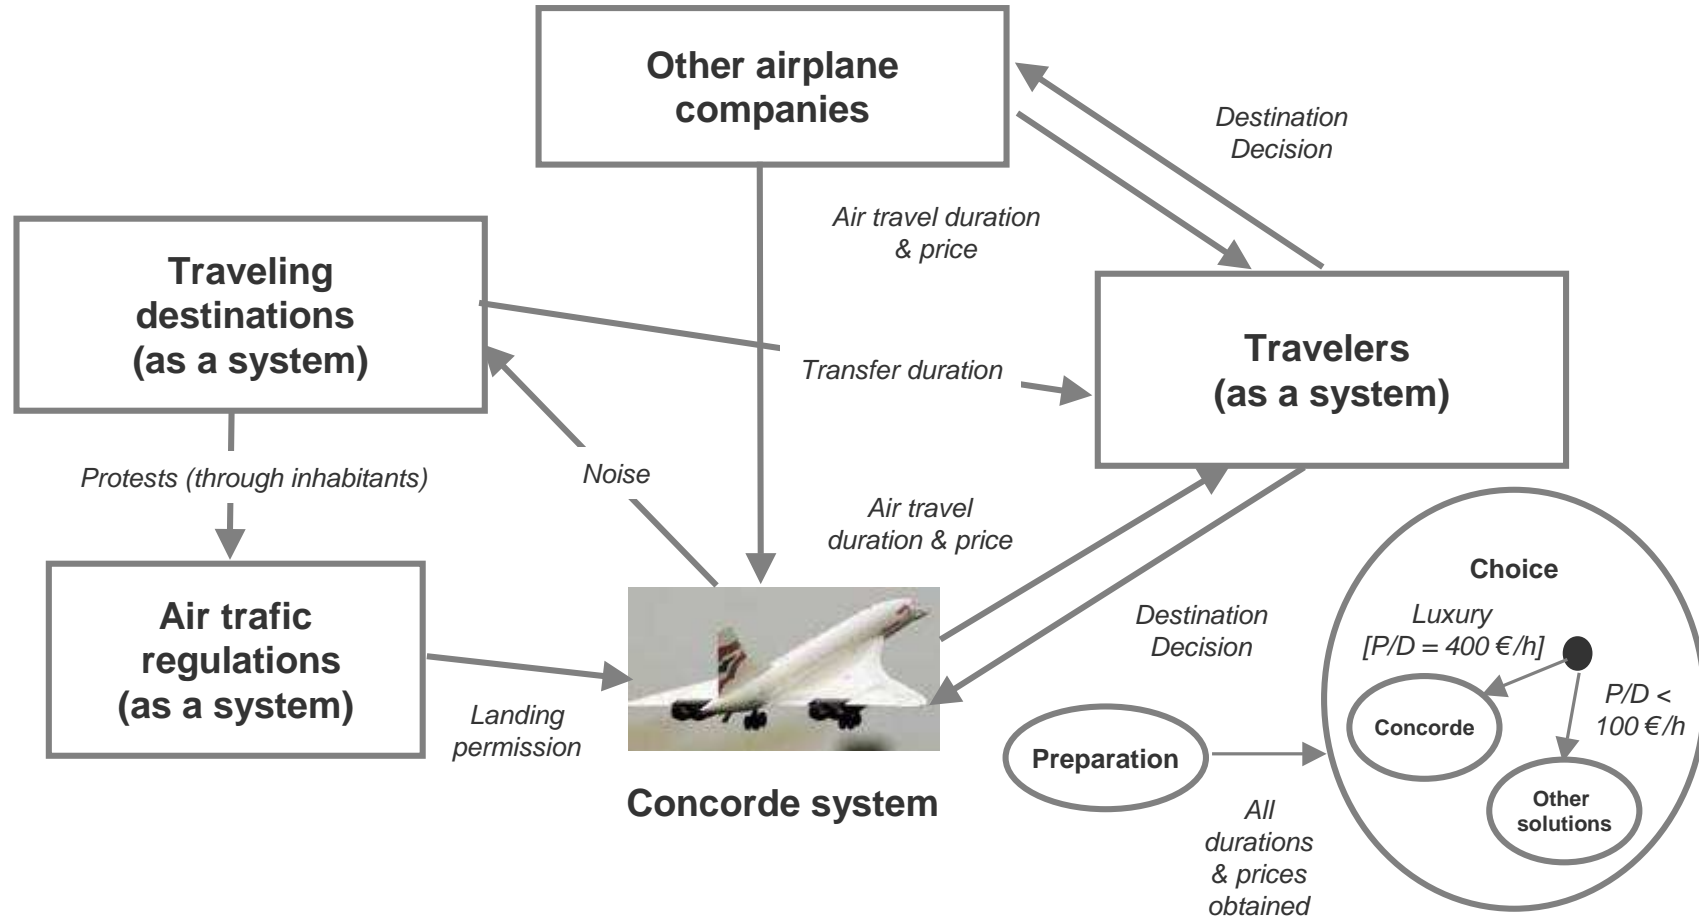 Other airplane
companies
Destination
Decision
Air travel duration
& price
Traveling
destinations
(as a system)
Travelers
(as a system)
Transfer duration
Protests (through inhabitants)
Noise
Air travel
duration & price
Air trafic
regulations
(as a system)
Landing
permission
Concorde system
Destination
Decision
Preparation
All
durations
& prices
obtained
Choice
Luxury
[P/D = 400 €/h]
P/D <
100 €/h
Concorde
Other
solutions